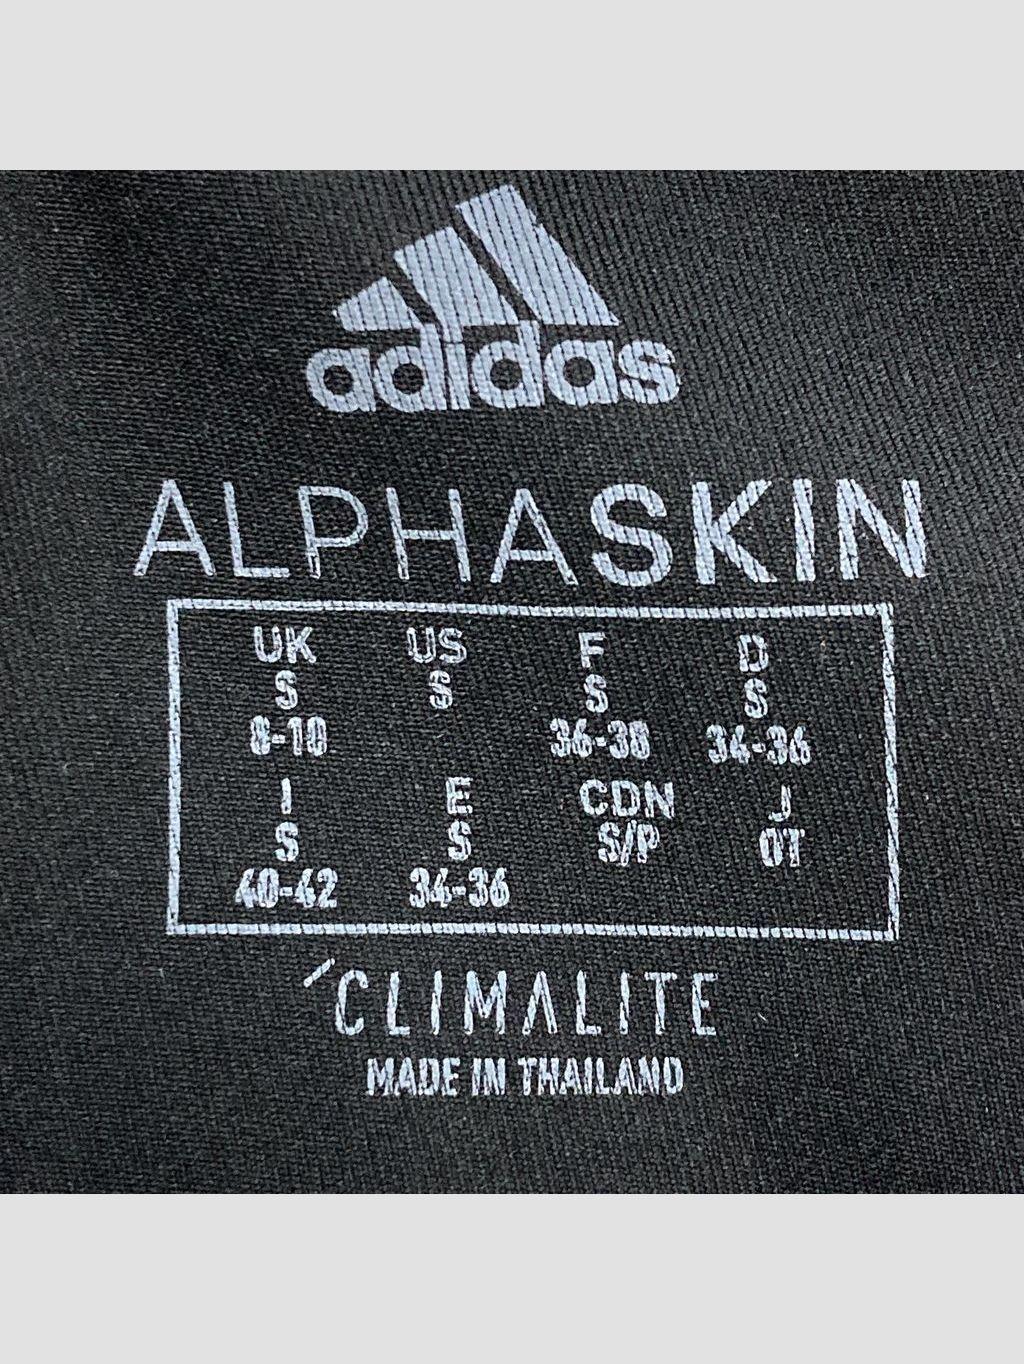 adidas
ALPHASKIN
UK US F D
S S S S
8-10 36-38 34-36
I E CDN J
S S S/P OT
40-42 34-36
CLIMALITE
MADE IN THAILAND